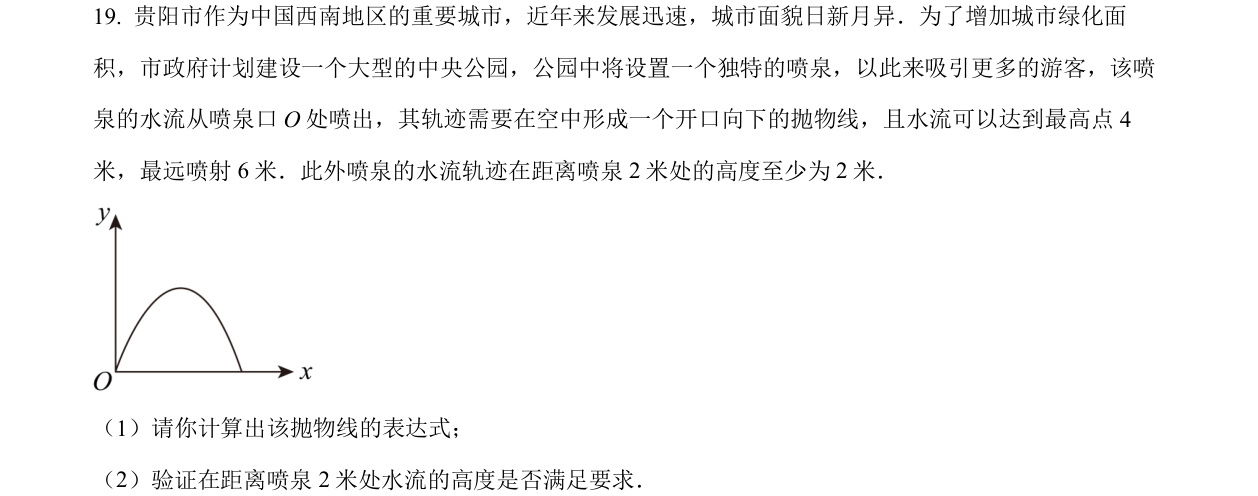 19. 贵阳市作为中国西南地区的重要城市，近年来发展迅速，城市面貌日新月异．为了增加城市绿化面
积，市政府计划建设一个大型的中央公园，公园中将设置一个独特的喷泉，以此来吸引更多的游客，该喷
泉的水流从喷泉口 O 处喷出，其轨迹需要在空中形成一个开口向下的抛物线，且水流可以达到最高点 4
米，最远喷射 6 米．此外喷泉的水流轨迹在距离喷泉 2 米处的高度至少为 2 米．
y
O
x
（1）请你计算出该抛物线的表达式；
（2）验证在距离喷泉 2 米处水流的高度是否满足要求．